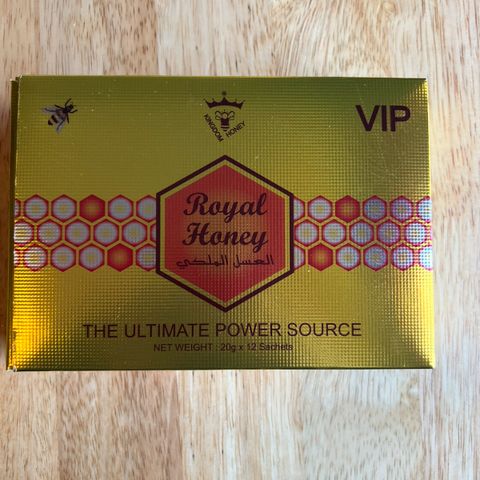 KINGDOM HONEY
VIP
Royal
Honey
العسل الملكي
THE ULTIMATE POWER SOURCE
NET WEIGHT : 20g x 12 Sachets